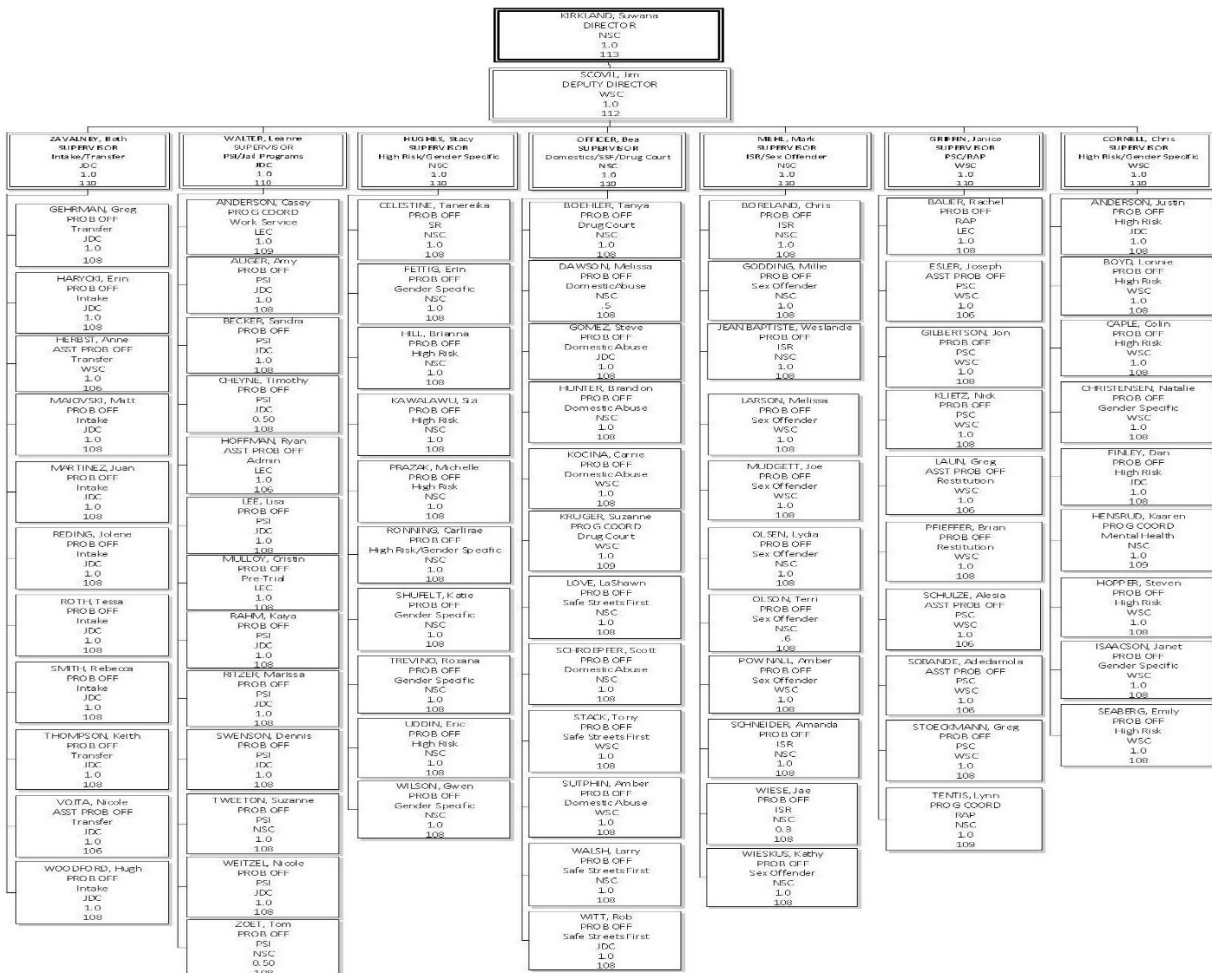 KIRKLAND, Suwana
DIRECTOR
NSC
1.0
113
SCOVIL, Jim
DEPUTY DIRECTOR
WSC
1.0
112
ZAVALNEY, Beth
SUPERVISOR
Intake/Transfer
JDC
1.0
110
GEHRMAN, Greg
PROB OFF
Transfer
JDC
1.0
108
HARYCKI, Erin
PROB OFF
Intake
JDC
1.0
108
HERBST, Anne
ASST PROB OFF
Transfer
WSC
1.0
106
MAIOVSKI, Matt
PROB OFF
Intake
JDC
1.0
108
MARTINEZ, Juan
PROB OFF
Intake
JDC
1.0
108
REDING, Jolene
PROB OFF
Intake
JDC
1.0
108
ROTH, Tessa
PROB OFF
Intake
JDC
1.0
108
SMITH, Rebecca
PROB OFF
Intake
JDC
1.0
108
THOMPSON, Keith
PROB OFF
Transfer
JDC
1.0
108
VOJTA, Nicole
ASST PROB OFF
Transfer
JDC
1.0
106
WOODFORD, Hugh
PROB OFF
Intake
JDC
1.0
108
WALTER, Leanne
SUPERVISOR
PSI/Jail Programs
JDC
1.0
110
ANDERSON, Casey
PROG COORD
Work Service
LEC
1.0
109
AUGER, Amy
PROB OFF
PSI
JDC
1.0
108
BECKER, Sandra
PROB OFF
PSI
JDC
1.0
108
CHEYNE, Timothy
PROB OFF
PSI
JDC
0.50
108
HOFFMAN, Ryan
ASST PROB OFF
Admin
LEC
1.0
106
LEE, Lisa
PROB OFF
PSI
JDC
1.0
108
MULLOY, Cristin
PROB OFF
Pre-Trial
LEC
1.0
108
RAHM, Kaya
PROB OFF
PSI
JDC
1.0
108
RITZER, Marissa
PROB OFF
PSI
JDC
1.0
108
SWENSON, Dennis
PROB OFF
PSI
JDC
1.0
108
TWEETON, Suzanne
PROB OFF
PSI
NSC
1.0
108
WEITZEL, Nicole
PROB OFF
PSI
JDC
1.0
108
ZOET, Tom
PROB OFF
PSI
NSC
0.50
108
HUGHES, Stacy
SUPERVISOR
High Risk/Gender Specific
NSC
1.0
110
CELESTINE, Tanereika
PROB OFF
SR
NSC
1.0
108
FETTIG, Erin
PROB OFF
Gender Specific
NSC
1.0
108
HILL, Brianna
PROB OFF
High Risk
NSC
1.0
108
KAWALAWU, Sizi
PROB OFF
High Risk
NSC
1.0
108
PRAZAK, Michelle
PROB OFF
High Risk
NSC
1.0
108
RONNING, Carlirae
PROB OFF
High Risk/Gender Specific
NSC
1.0
108
SHUFELT, Katie
PROB OFF
Gender Specific
NSC
1.0
108
TREVINO, Roxana
PROB OFF
Gender Specific
NSC
1.0
108
UDDIN, Eric
PROB OFF
High Risk
NSC
1.0
108
WILSON, Gwen
PROB OFF
Gender Specific
NSC
1.0
108
OFFICER, Bea
SUPERVISOR
Domestics/SSF/Drug Court
NSC
1.0
110
BOEHLER, Tanya
PROB OFF
Drug Court
NSC
1.0
108
DAWSON, Melissa
PROB OFF
Domestic Abuse
NSC
.5
108
GOMEZ, Steve
PROB OFF
Domestic Abuse
JDC
1.0
108
HUNTER, Brandon
PROB OFF
Domestic Abuse
NSC
1.0
108
KOCINA, Carrie
PROB OFF
Domestic Abuse
WSC
1.0
108
KRUGER, Suzanne
PROG COORD
Drug Court
WSC
1.0
109
LOVE, LaShawn
PROB OFF
Safe Streets First
NSC
1.0
108
SCHROEPFER, Scott
PROB OFF
Domestic Abuse
NSC
1.0
108
STACK, Tony
PROB OFF
Safe Streets First
WSC
1.0
108
SUTPHIN, Amber
PROB OFF
Domestic Abuse
WSC
1.0
108
WALSH, Larry
PROB OFF
Safe Streets First
NSC
1.0
108
WITT, Rob
PROB OFF
Safe Streets First
JDC
1.0
108
Mark
SUPERVISOR
ISR/Sex Offender
NSC
1.0
110
BORELAND, Chris
PROB OFF
ISR
NSC
1.0
108
GODDING, Millie
PROB OFF
Sex Offender
NSC
1.0
108
JEAN BAPTISTE, Weslande
PROB OFF
ISR
NSC
1.0
108
LARSON, Melissa
PROB OFF
Sex Offender
WSC
1.0
108
MUDGETT, Joe
PROB OFF
Sex Offender
WSC
1.0
108
OLSEN, Lydia
PROB OFF
Sex Offender
NSC
1.0
108
OLSON, Terri
PROB OFF
Sex Offender
NSC
.6
108
POWNALL, Amber
PROB OFF
Sex Offender
WSC
1.0
108
SCHNEIDER, Amanda
PROB OFF
ISR
NSC
1.0
108
WIESE, Jae
PROB OFF
ISR
NSC
0.3
108
WIESKUS, Kathy
PROB OFF
Sex Offender
NSC
1.0
108
GRIFFIN, Janice
SUPERVISOR
PSC/RAP
WSC
1.0
110
BAUER, Rachel
PROB OFF
RAP
LEC
1.0
108
ESLER, Joseph
ASST PROB OFF
PSC
WSC
1.0
106
GILBERTSON, Jon
PROB OFF
PSC
WSC
1.0
108
KLIETZ, Nick
PROB OFF
PSC
WSC
1.0
108
LAUN, Greg
ASST PROB OFF
Restitution
WSC
1.0
106
PFIEFFER, Brian
PROB OFF
Restitution
WSC
1.0
108
SCHULZE, Alesia
ASST PROB OFF
PSC
WSC
1.0
106
SOBANDE, Adedamola
ASST PROB OFF
PSC
WSC
1.0
106
STOECKMANN, Greg
PROB OFF
PSC
WSC
1.0
108
TENTIS, Lynn
PROG COORD
RAP
NSC
1.0
109
CORNELL, Chris
SUPERVISOR
High Risk/Gender Specific
WSC
1.0
110
ANDERSON, Justin
PROB OFF
High Risk
JDC
1.0
108
BOYD, Lonnie
PROB OFF
High Risk
WSC
1.0
108
CAPLE, Colin
PROB OFF
High Risk
WSC
1.0
108
CHRISTENSEN, Natalie
PROB OFF
Gender Specific
WSC
1.0
108
FINLEY, Dan
PROB OFF
High Risk
JDC
1.0
108
HENSRUD, Kaaren
PROG COORD
Mental Health
NSC
1.0
109
HOPPER, Steven
PROB OFF
High Risk
WSC
1.0
108
ISAACSON, Janet
PROB OFF
Gender Specific
WSC
1.0
108
SEABERG, Emily
PROB OFF
High Risk
WSC
1.0
108